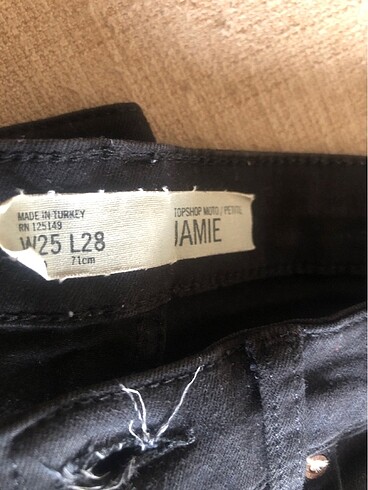 MADE IN TURKEY
RN 125149
W25 L28
71cm
TOPSHOP MOTO / PETITE
JAMIE